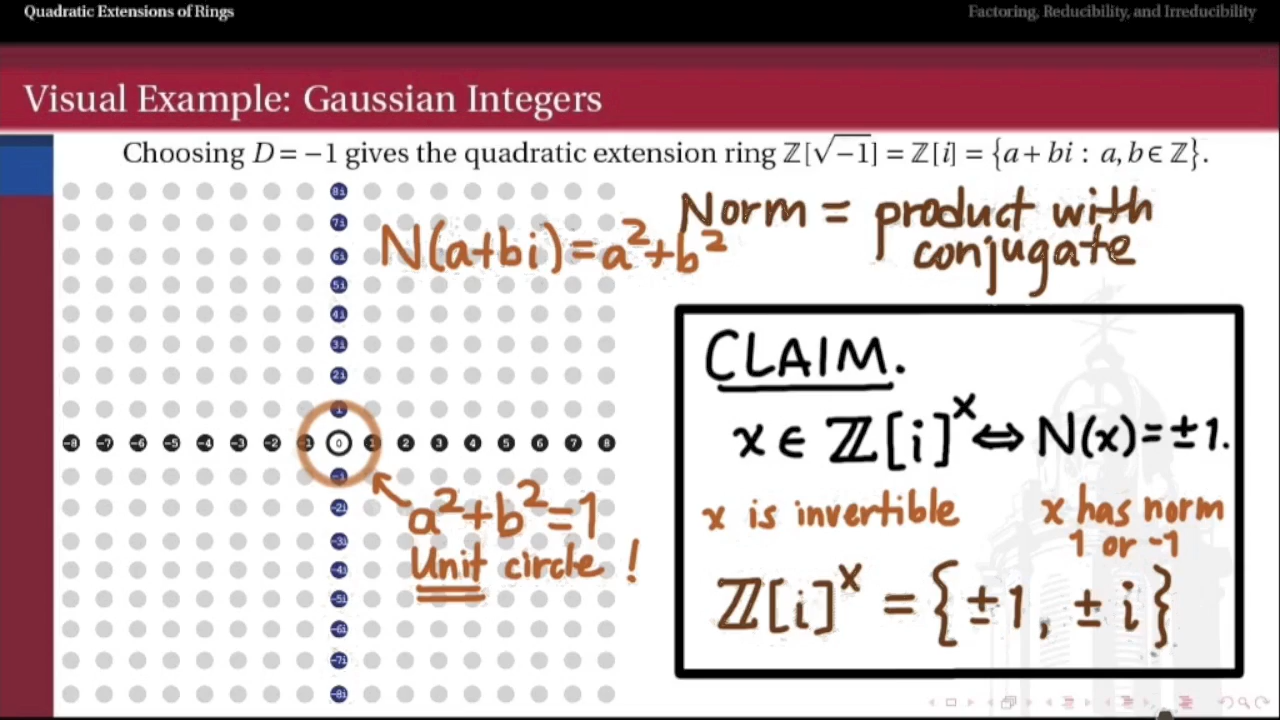 Quadratic Extensions of Rings
Factoring, Reducibility, and Irreducibility
Visual Example: Gaussian Integers
Choosing D = −1 gives the quadratic extension ring ℤ[√−1] = ℤ[i] = {a + bi : a, b ∈ ℤ}.
8i
7i
6i
5i
4i
3i
2i
i
-8 -7 -6 -5 -4 -3 -2 -1 0 1 2 3 4 5 6 7 8
-i
-2i
-3i
-4i
-5i
-6i
-7i
-8i
N(a+bi)=a²+b²
Norm = product with
conjugate
a²+b²=1
Unit circle !
CLAIM.
x ∈ ℤ[i]ˣ ⇔ N(x)=±1.
x is invertible
x has norm
1 or -1
ℤ[i]ˣ = {±1, ±i}